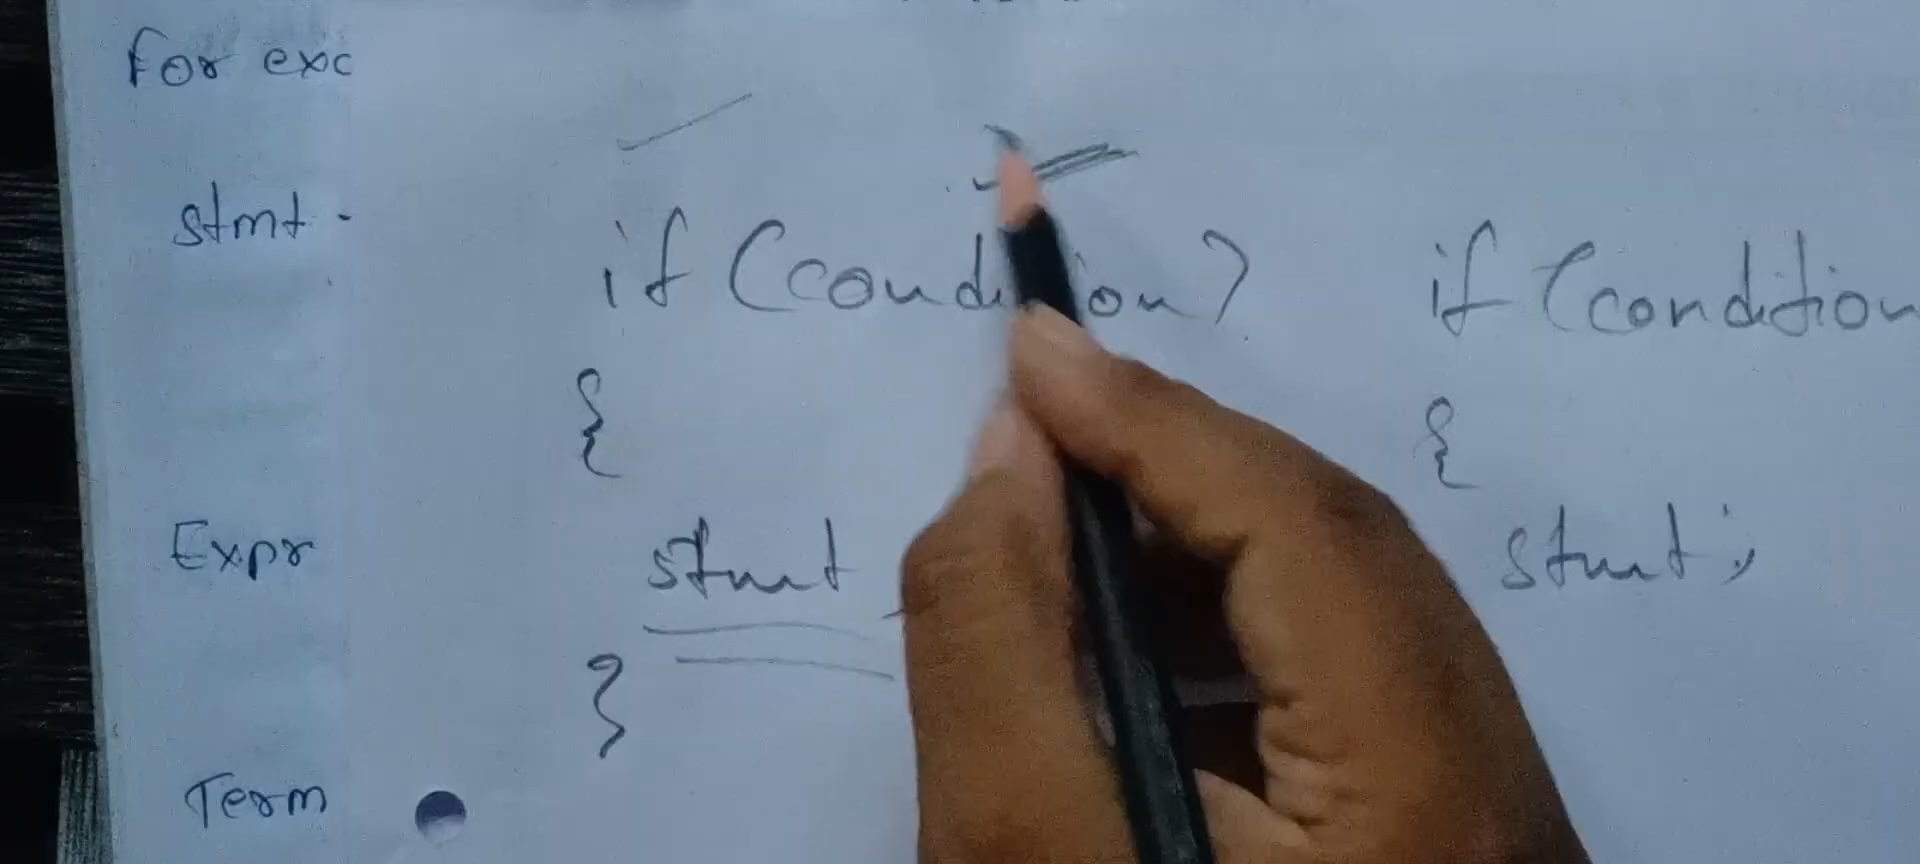 For exc
stmt.
if (condition) if (condition
{ {
Expr stmt stmt;
}
Term